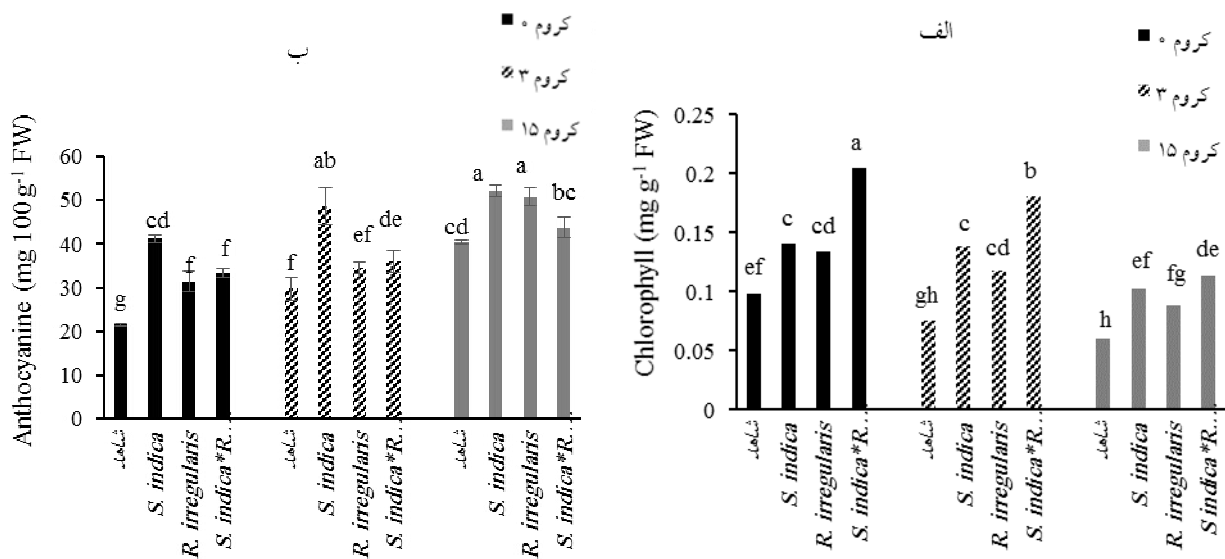 ب
کروم ۰
کروم ۳
کروم ۱۵
Anthocyanine (mg 100 g-1 FW)
60
50
40
30
20
10
0
g
cd
f
f
f
ab
ef
de
cd
a
a
bc
شاهد
S. indica
R. irregularis
S. indica*R...
شاهد
S. indica
R. irregularis
S. indica*R...
شاهد
S. indica
R. irregularis
S. indica*R...
الف
کروم ۰
کروم ۳
کروم ۱۵
Chlorophyll (mg g-1 FW)
0.25
0.2
0.15
0.1
0.05
0
ef
c
cd
a
gh
c
cd
b
h
ef
fg
de
شاهد
S. indica
R. irregularis
S. indica*R...
شاهد
S. indica
R. irregularis
S. indica*R...
شاهد
S. indica
R. irregularis
S. indica*R...